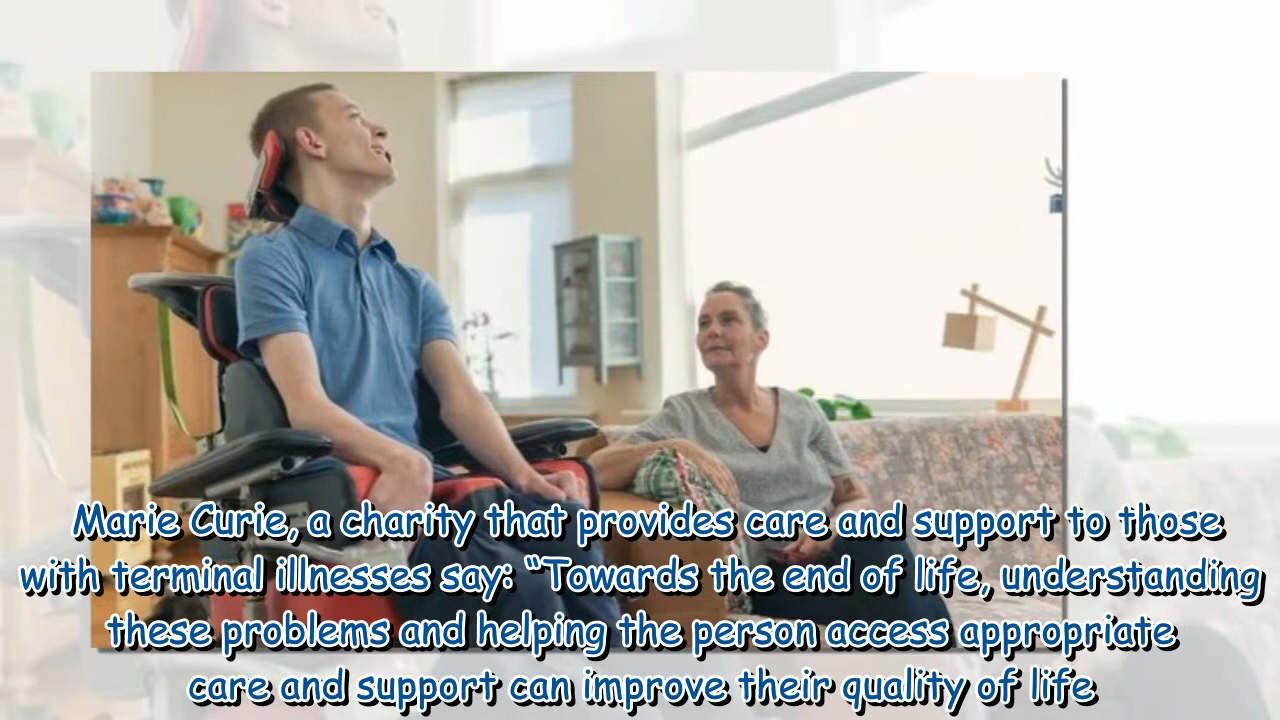 Marie Curie, a charity that provides care and support to those
with terminal illnesses say: “Towards the end of life, understanding
these problems and helping the person access appropriate
care and support can improve their quality of life